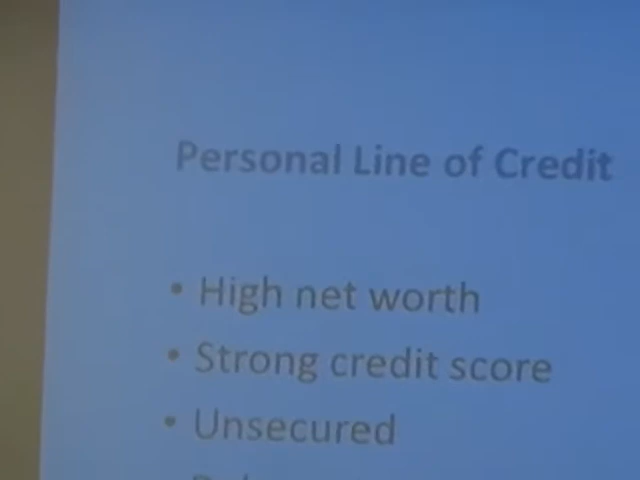 Personal Line of Credit
• High net worth
• Strong credit score
• Unsecured